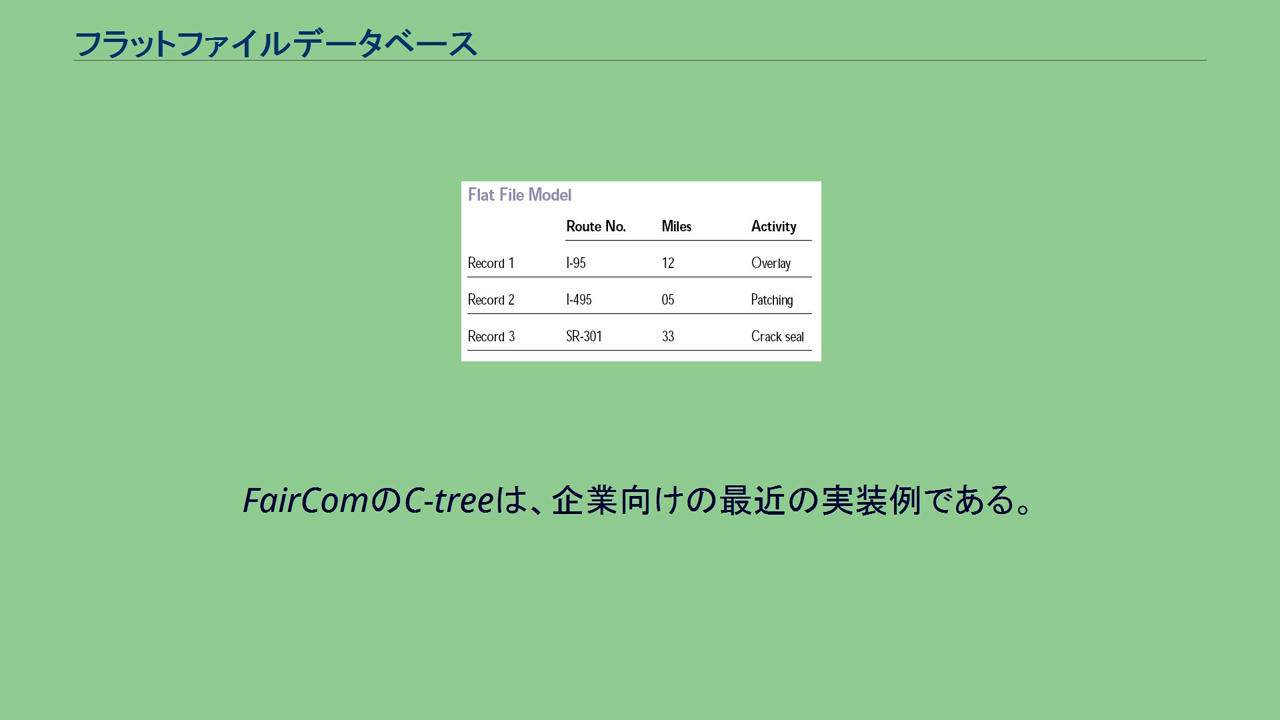 フラットファイルデータベース
Flat File Model
Route No. Miles Activity
Record 1 I-95 12 Overlay
Record 2 I-495 05 Patching
Record 3 SR-301 33 Crack seal
FairComのC-treeは、企業向けの最近の実装例である。